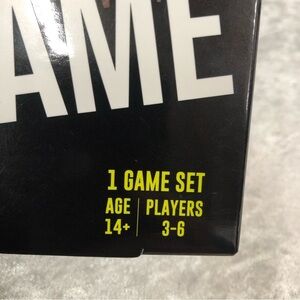 AME
1 GAME SET
AGE | PLAYERS
14+ | 3-6